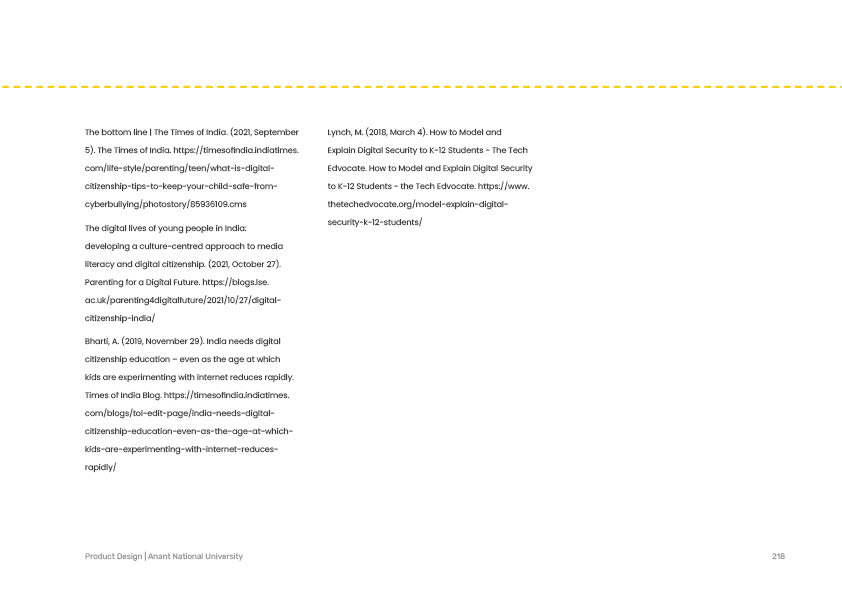 The bottom line | The Times of India. (2021, September
5). The Times of India. https://timesofindia.indiatimes.
com/life-style/parenting/teen/what-is-digital-
citizenship-tips-to-keep-your-child-safe-from-
cyberbullying/photostory/85936109.cms
The digital lives of young people in India:
developing a culture-centred approach to media
literacy and digital citizenship. (2021, October 27).
Parenting for a Digital Future. https://blogs.lse.
ac.uk/parenting4digitalfuture/2021/10/27/digital-
citizenship-india/
Bharti, A. (2019, November 29). India needs digital
citizenship education – even as the age at which
kids are experimenting with internet reduces rapidly.
Times of India Blog. https://timesofindia.indiatimes.
com/blogs/toi-edit-page/india-needs-digital-
citizenship-education-even-as-the-age-at-which-
kids-are-experimenting-with-internet-reduces-
rapidly/
Lynch, M. (2018, March 4). How to Model and
Explain Digital Security to K-12 Students - The Tech
Edvocate. How to Model and Explain Digital Security
to K-12 Students - the Tech Edvocate. https://www.
thetechedvocate.org/model-explain-digital-
security-k-12-students/
Product Design | Anant National University
218